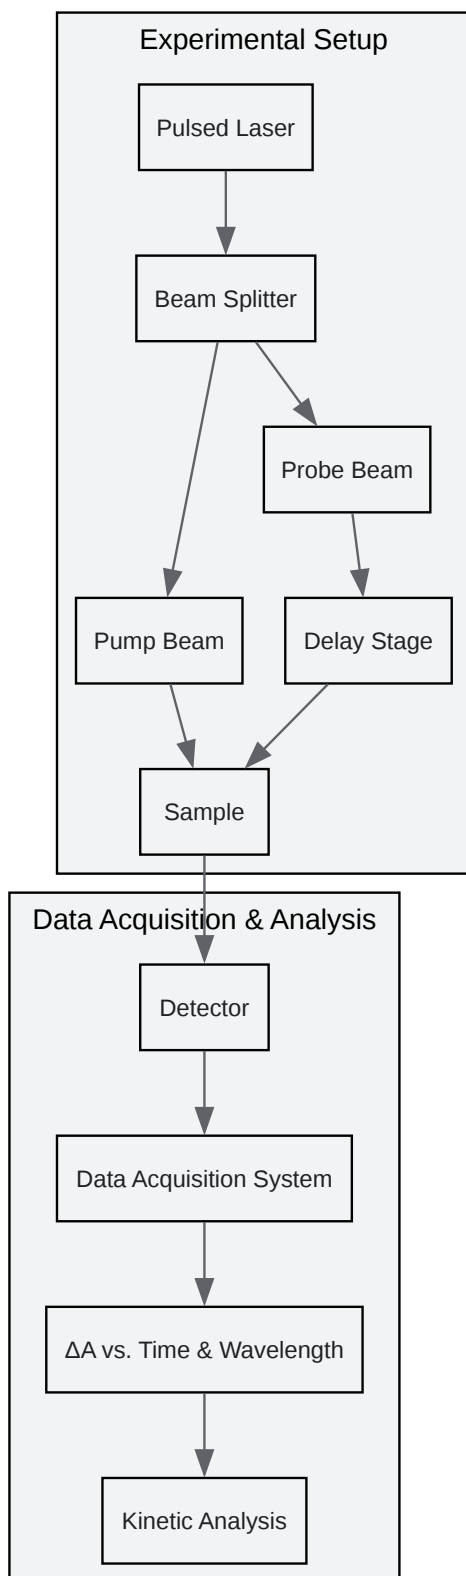 Experimental Setup
Pulsed Laser
Beam Splitter
Probe Beam
Pump Beam
Delay Stage
Sample
Data Acquisition & Analysis
Detector
Data Acquisition System
ΔA vs. Time & Wavelength
Kinetic Analysis